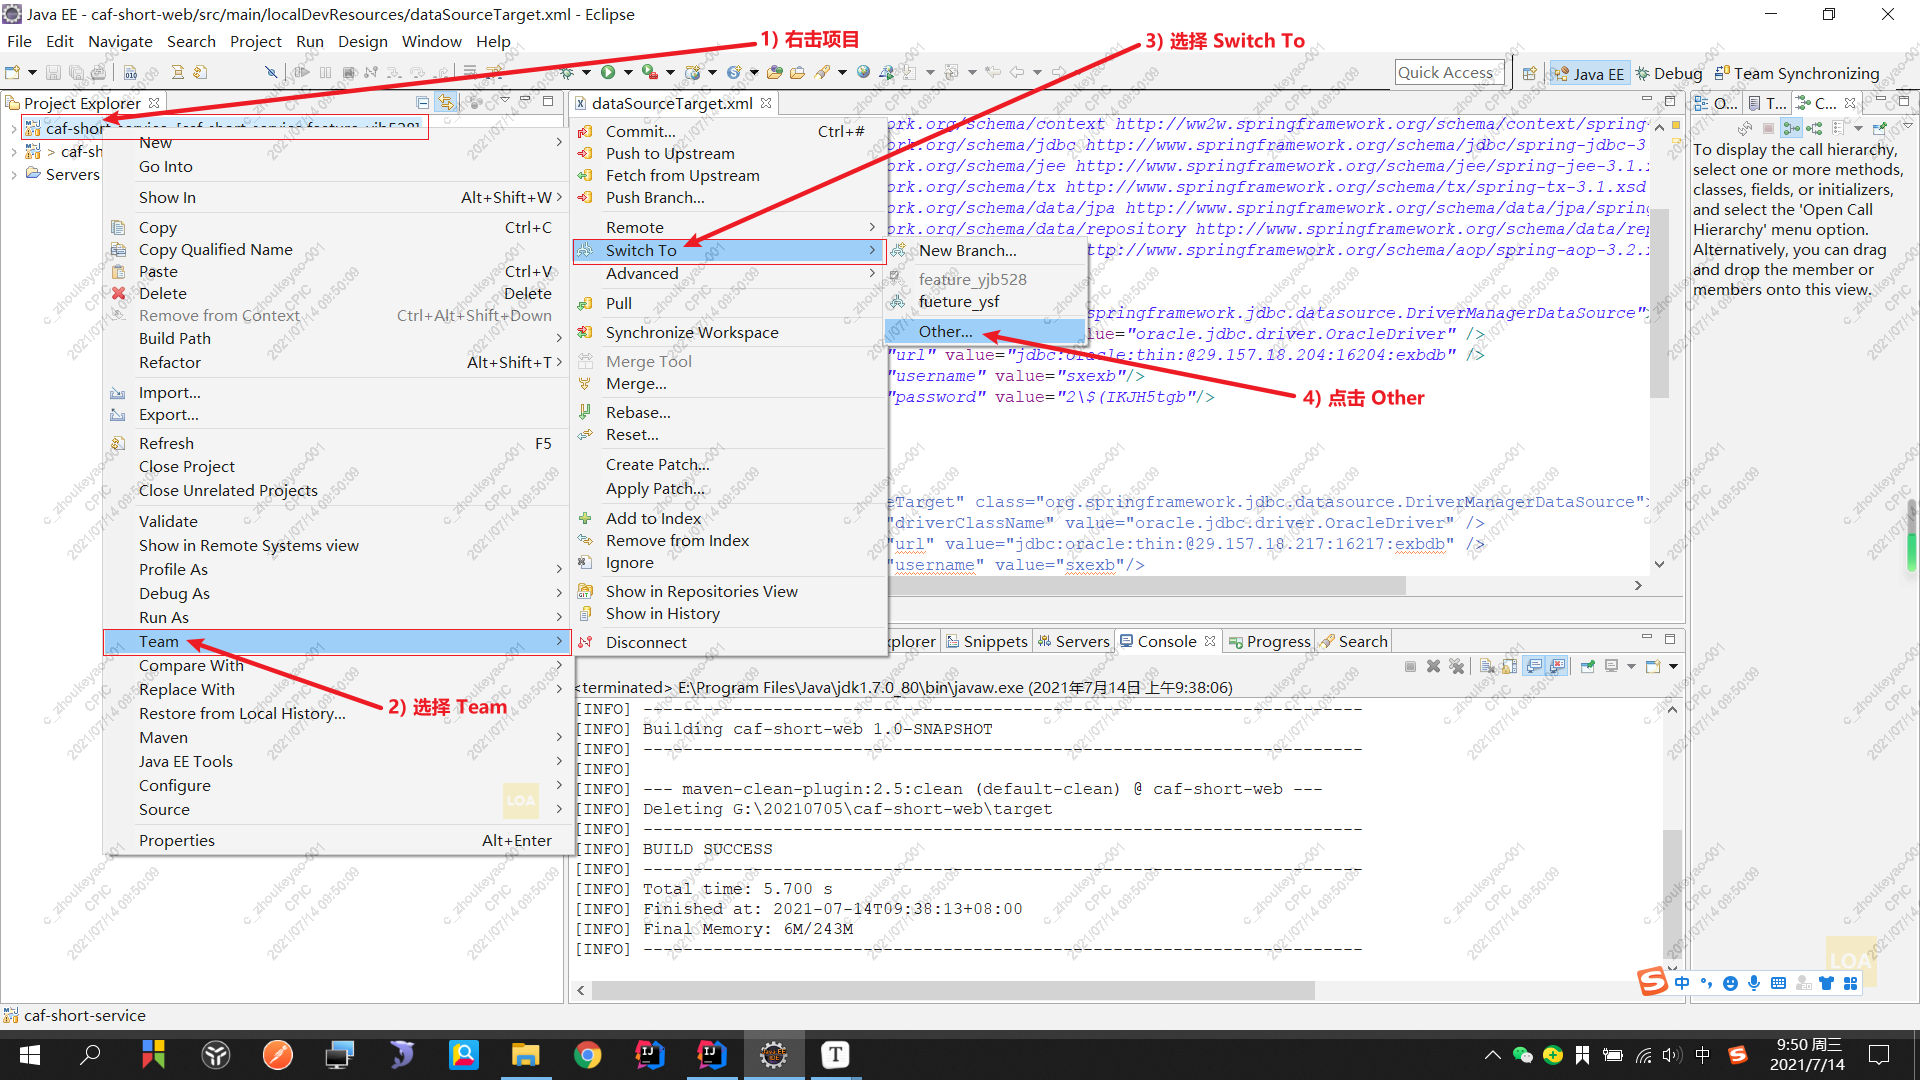 Java EE - caf-short-web/src/main/localDevResources/dataSourceTarget.xml - Eclipse
File Edit Navigate Search Project Run Design Window Help
1) 右击项目
3) 选择 Switch To
Quick Access
Java EE
Debug
Team Synchronizing
Project Explorer
caf-short-service [caf-short-service feature_yjb528]
> caf-sh
Servers
New
Go Into
Show In Alt+Shift+W >
Copy Ctrl+C
Copy Qualified Name
Paste Ctrl+V
Delete Delete
Remove from Context Ctrl+Alt+Shift+Down
Build Path
Refactor Alt+Shift+T >
Import...
Export...
Refresh F5
Close Project
Close Unrelated Projects
Validate
Show in Remote Systems view
Profile As
Debug As
Run As
Team
Compare With
Replace With
Restore from Local History...
Maven
Java EE Tools
Configure
Source
Properties Alt+Enter
2) 选择 Team
dataSourceTarget.xml
Commit... Ctrl+#
Push to Upstream
Fetch from Upstream
Push Branch...
Remote
Switch To
Advanced
Pull
Synchronize Workspace
Merge Tool
Merge...
Rebase...
Reset...
Create Patch...
Apply Patch...
Add to Index
Remove from Index
Ignore
Show in Repositories View
Show in History
Disconnect
New Branch...
feature_yjb528
fueture_ysf
Other...
4) 点击 Other
ork.org/schema/context http://ww2w.springframework.org/schema/context/spring-
ork.org/schema/jdbc http://www.springframework.org/schema/jdbc/spring-jdbc-3.
ork.org/schema/jee http://www.springframework.org/schema/jee/spring-jee-3.1.x
ork.org/schema/tx http://www.springframework.org/schema/tx/spring-tx-3.1.xsd
ork.org/schema/data/jpa http://www.springframework.org/schema/data/jpa/spring
ork.org/schema/data/repository http://www.springframework.org/schema/data/rep
ttp://www.springframework.org/schema/aop/spring-aop-3.2.x
springframework.jdbc.datasource.DriverManagerDataSource">
lue="oracle.jdbc.driver.OracleDriver" />
"url" value="jdbc:oracle:thin:@29.157.18.204:16204:exbdb" />
"username" value="sxexb"/>
"password" value="2\$(IKJH5tgb"/>
eTarget" class="org.springframework.jdbc.datasource.DriverManagerDataSource">
"driverClassName" value="oracle.jdbc.driver.OracleDriver" />
"url" value="jdbc:oracle:thin:@29.157.18.217:16217:exbdb" />
"username" value="sxexb"/>
O...
T...
C...
To display the call hierarchy,
select one or more methods,
classes, fields, or initializers,
and select the 'Open Call
Hierarchy' menu option.
Alternatively, you can drag
and drop the member or
members onto this view.
xplorer
Snippets
Servers
Console
Progress
Search
<terminated> E:\Program Files\Java\jdk1.7.0_80\bin\javaw.exe (2021年7月14日 上午9:38:06)
[INFO] ------------------------------------------------------------------------
[INFO] Building caf-short-web 1.0-SNAPSHOT
[INFO] ------------------------------------------------------------------------
[INFO]
[INFO] --- maven-clean-plugin:2.5:clean (default-clean) @ caf-short-web ---
[INFO] Deleting G:\20210705\caf-short-web\target
[INFO] ------------------------------------------------------------------------
[INFO] BUILD SUCCESS
[INFO] ------------------------------------------------------------------------
[INFO] Total time: 5.700 s
[INFO] Finished at: 2021-07-14T09:38:13+08:00
[INFO] Final Memory: 6M/243M
[INFO] ------------------------------------------------------------------------
c_zhoukeyao-001
CPIC
2021/07/14 09:50:09
LOA
LOA
中
caf-short-service
中
9:50 周三
2021/7/14